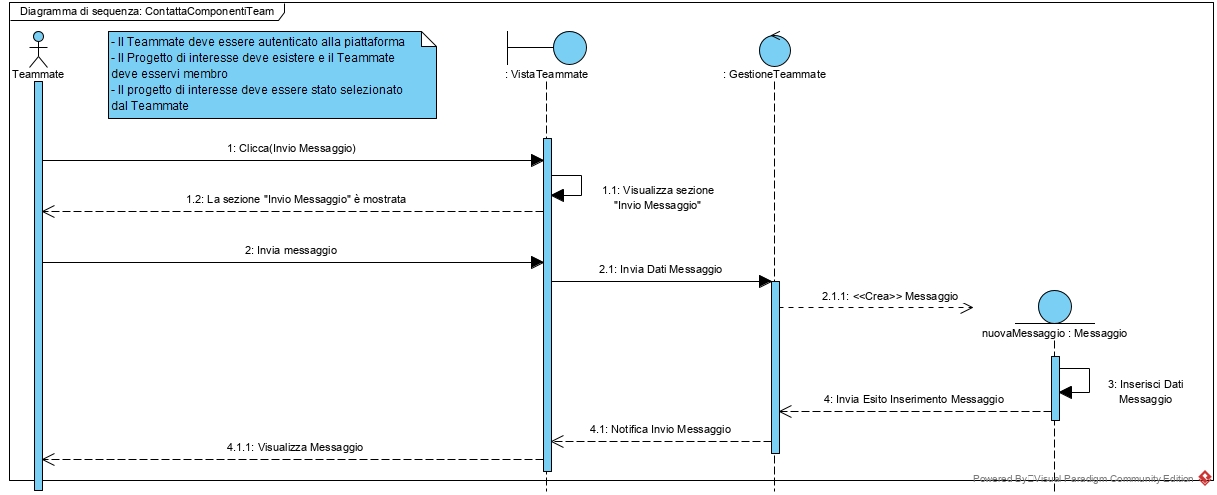 Diagramma di sequenza: ContattaComponentiTeam
- Il Teammate deve essere autenticato alla piattaforma
- Il Progetto di interesse deve esistere e il Teammate
deve esservi membro
- Il progetto di interesse deve essere stato selezionato
dal Teammate
Teammate
: VistaTeammate
: GestioneTeammate
1: Clicca(Invio Messaggio)
1.1: Visualizza sezione
"Invio Messaggio"
1.2: La sezione "Invio Messaggio" è mostrata
2: Invia messaggio
2.1: Invia Dati Messaggio
2.1.1: <<Crea>> Messaggio
nuovaMessaggio : Messaggio
3: Inserisci Dati
Messaggio
4: Invia Esito Inserimento Messaggio
4.1: Notifica Invio Messaggio
4.1.1: Visualizza Messaggio
Powered By Visual Paradigm Community Edition